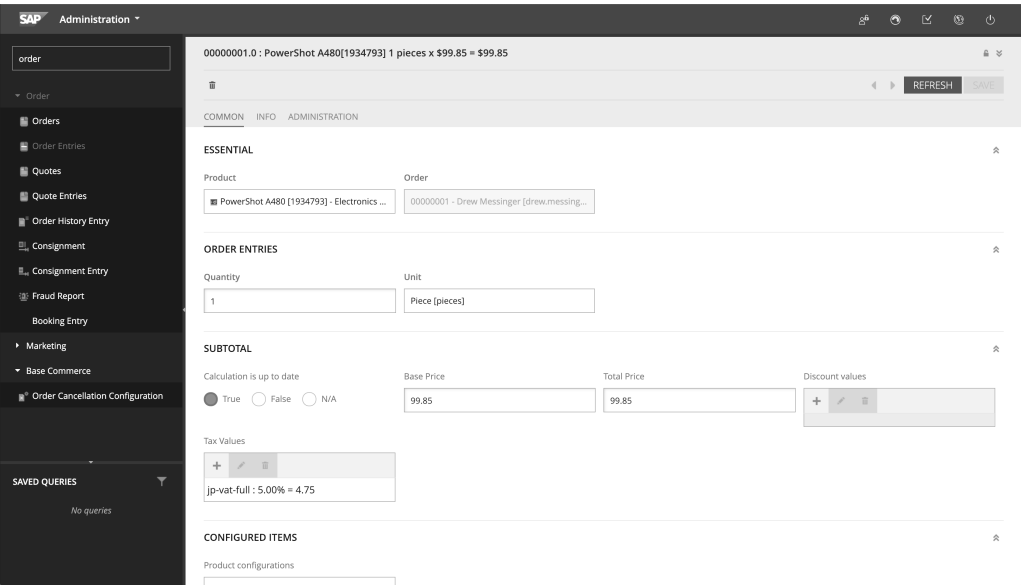 SAP Administration
order
Order
Orders
Order Entries
Quotes
Quote Entries
Order History Entry
Consignment
Consignment Entry
Fraud Report
Booking Entry
Marketing
Base Commerce
Order Cancellation Configuration
SAVED QUERIES
No queries
00000001.0 : PowerShot A480[1934793] 1 pieces x $99.85 = $99.85
REFRESH SAVE
COMMON INFO ADMINISTRATION
ESSENTIAL
Product Order
PowerShot A480 [1934793] - Electronics ... 00000001 - Drew Messinger [drew.messing...
ORDER ENTRIES
Quantity Unit
1 Piece [pieces]
SUBTOTAL
Calculation is up to date Base Price Total Price Discount values
True False N/A 99.85 99.85
Tax Values
jp-vat-full : 5.00% = 4.75
CONFIGURED ITEMS
Product configurations